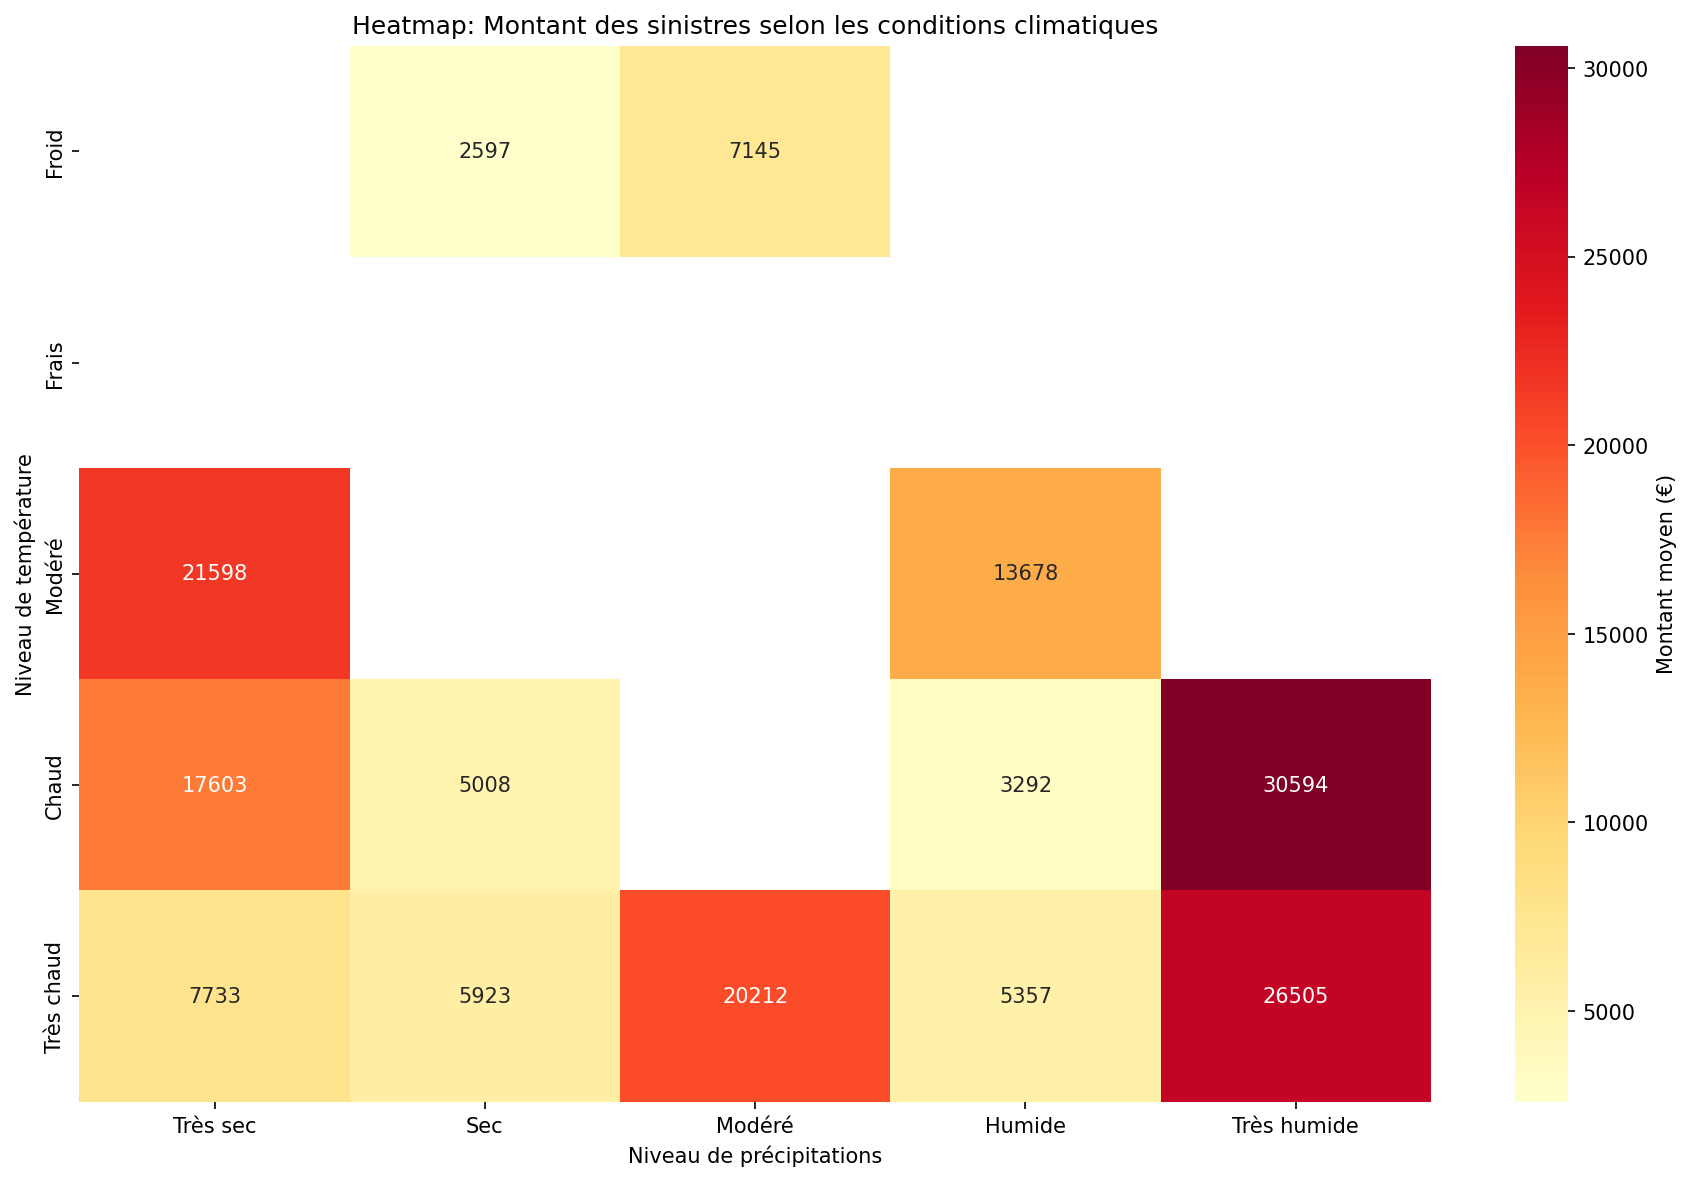 Heatmap: Montant des sinistres selon les conditions climatiques
Niveau de température
Froid
2597 7145
Frais
Modéré
21598 13678
Chaud
17603 5008 3292 30594
Très chaud
7733 5923 20212 5357 26505
Très sec Sec Modéré Humide Très humide
Niveau de précipitations
30000
25000
20000
15000
10000
5000
Montant moyen (€)